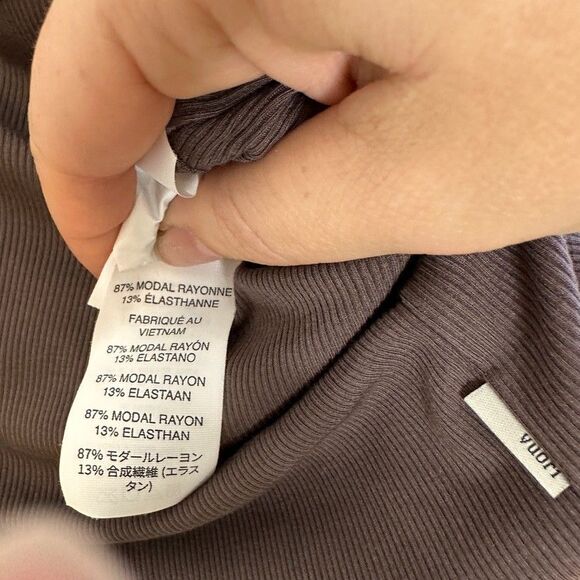 87% MODAL RAYONNE
13% ÉLASTHANNE
FABRIQUÉ AU
VIETNAM
87% MODAL RAYÓN
13% ELASTANO
87% MODAL RAYON
13% ELASTAAN
87% MODAL RAYON
13% ELASTHAN
87% モダールレーヨン
13% 合成繊維 (エラス
タン)
vuori